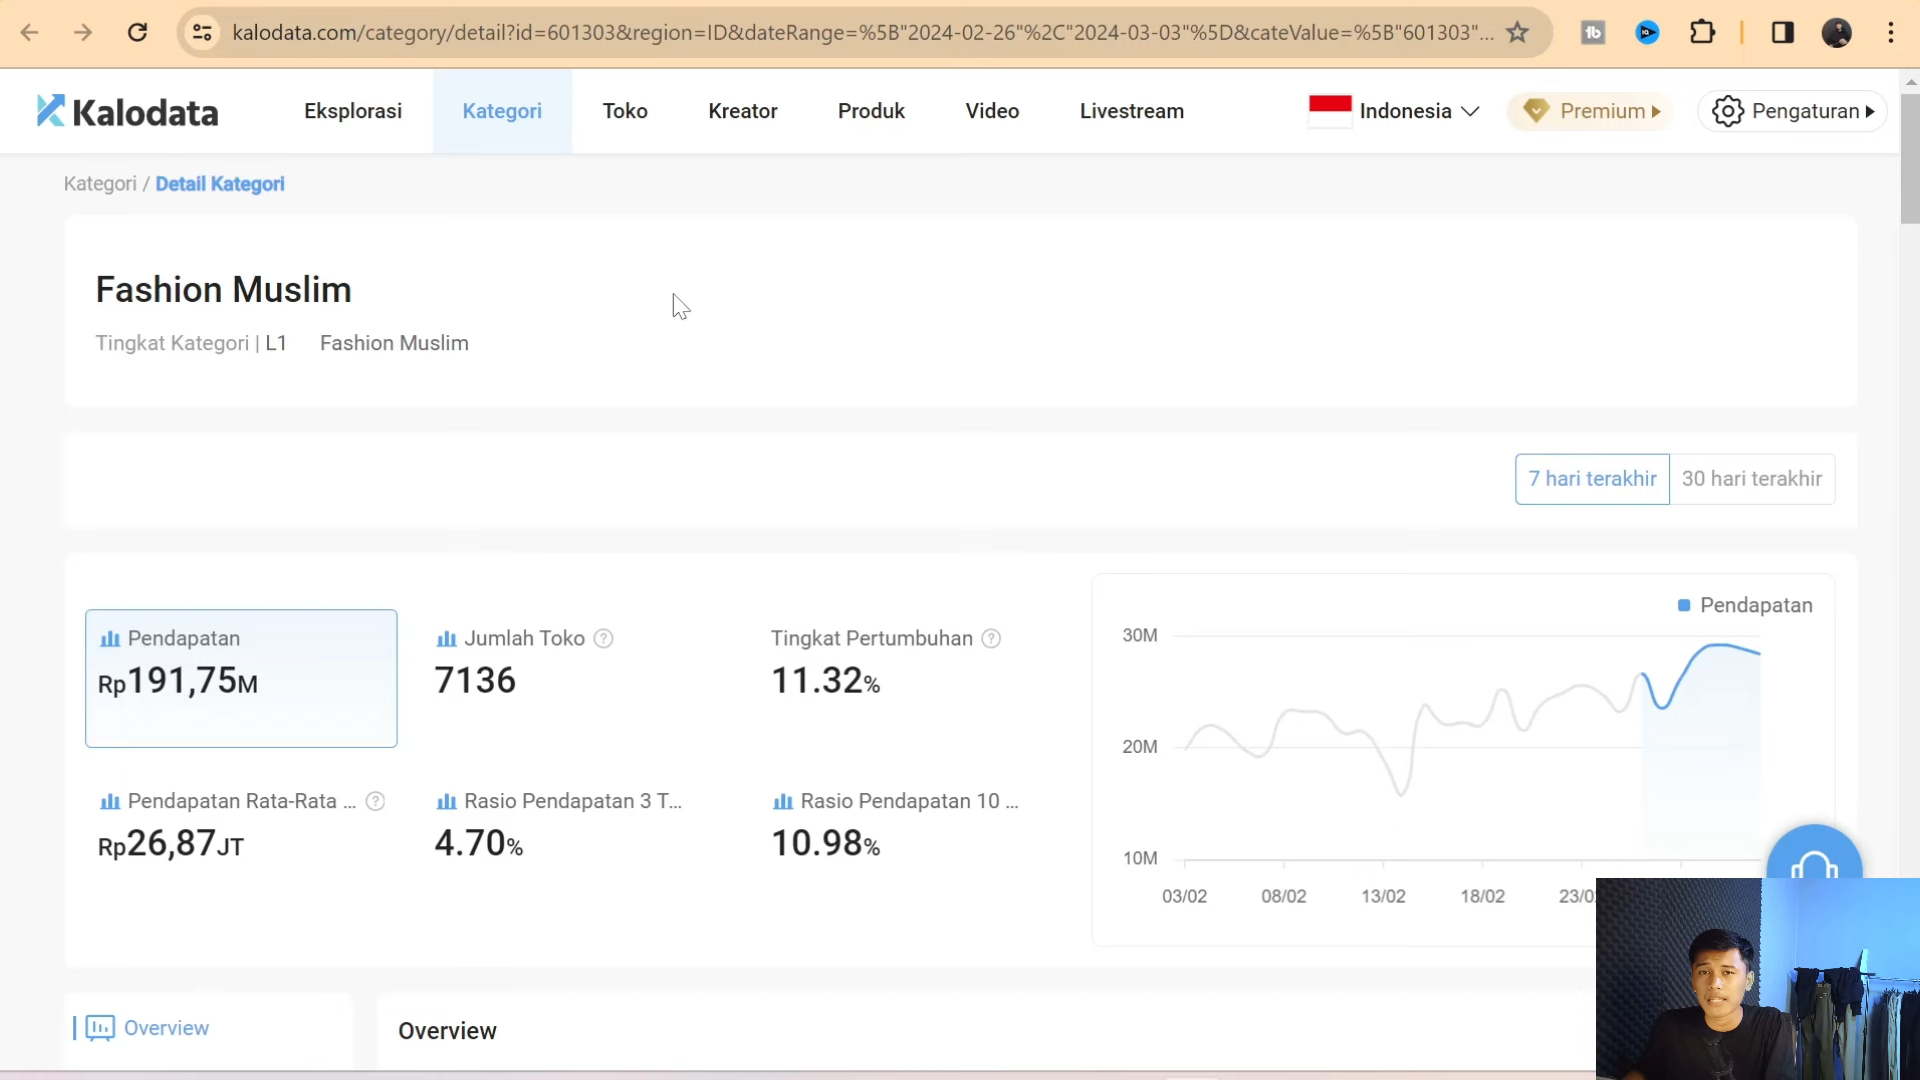 kalodata.com/category/detail?id=601303&region=ID&dateRange=%5B"2024-02-26"%2C"2024-03-03"%5D&cateValue=%5B"601303"...
Kalodata
Eksplorasi
Kategori
Toko
Kreator
Produk
Video
Livestream
Indonesia
Premium
Pengaturan
Kategori / Detail Kategori
Fashion Muslim
Tingkat Kategori | L1 Fashion Muslim
7 hari terakhir
30 hari terakhir
Pendapatan
Rp191,75M
Jumlah Toko ?
7136
Tingkat Pertumbuhan ?
11.32%
Pendapatan Rata-Rata ... ?
Rp26,87JT
Rasio Pendapatan 3 T...
4.70%
Rasio Pendapatan 10 ...
10.98%
Pendapatan
30M
20M
10M
03/02 08/02 13/02 18/02
Overview
Overview